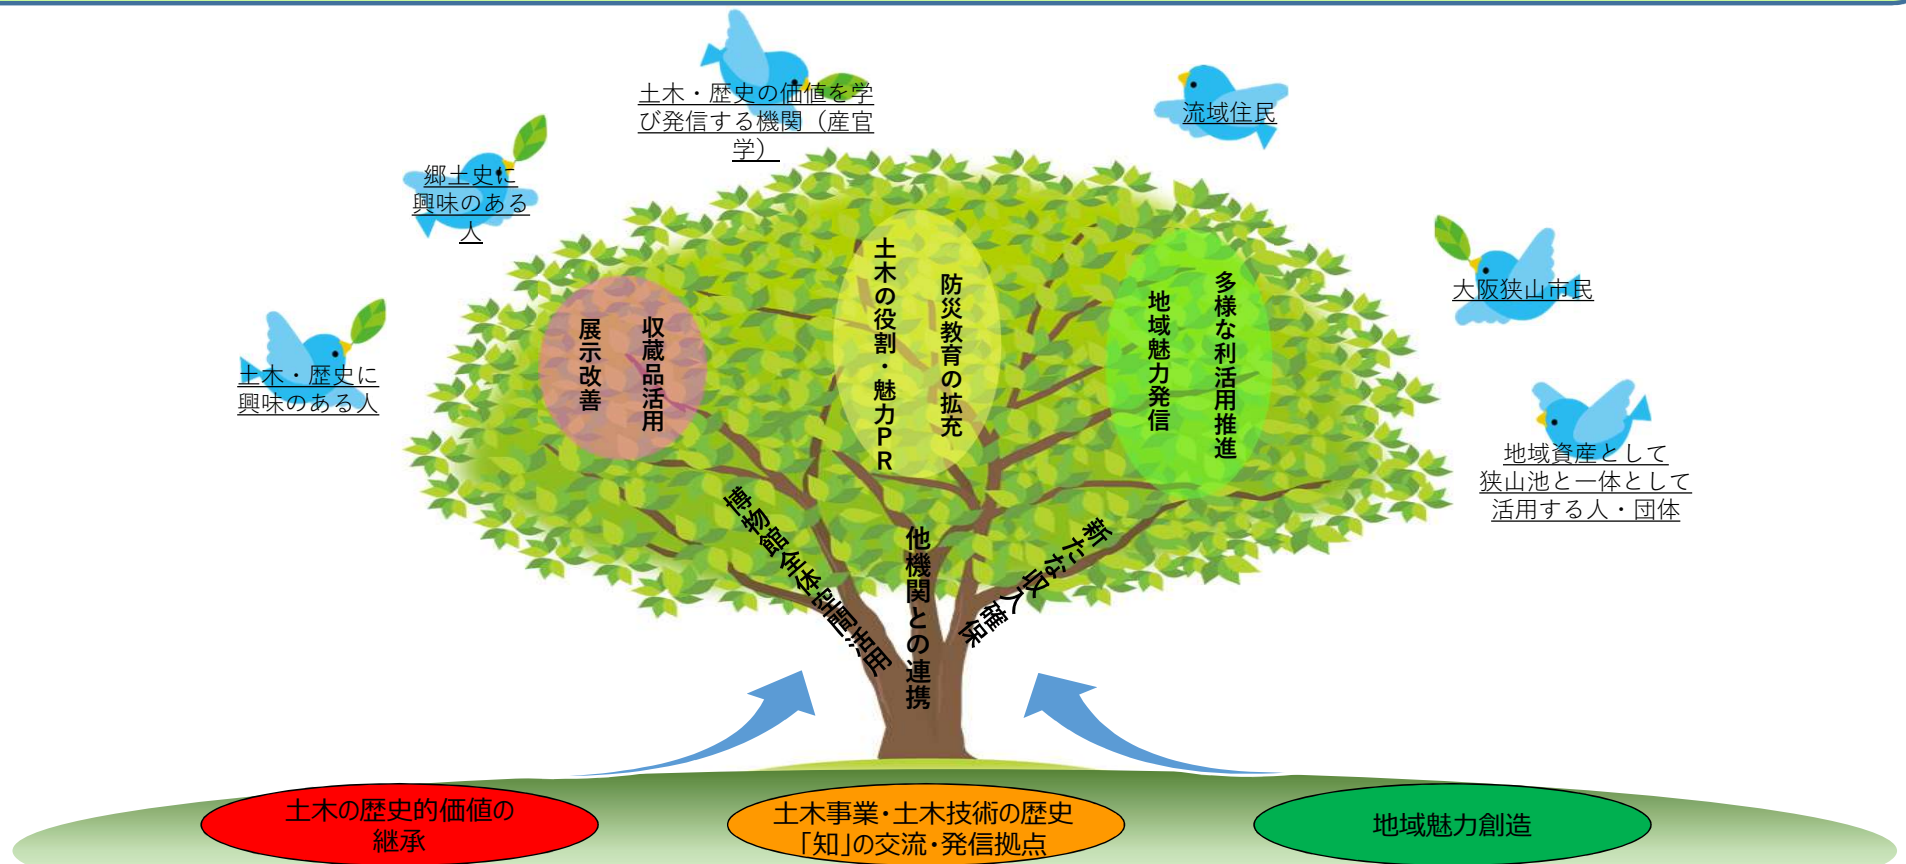 土木・歴史の価値を学
び発信する機関（産官
学）
流域住民
郷土史に
興味のある
人
大阪狭山市民
土木・歴史に
興味のある人
地域資産として
狭山池と一体として
活用する人・団体
収蔵品活用
展示改善
防災教育の拡充
土木の役割・魅力PR
多様な利活用推進
地域魅力発信
博物館全体空間活用
他機関との連携
新たな収入確保
土木の歴史的価値の
継承
土木事業・土木技術の歴史
「知」の交流・発信拠点
地域魅力創造